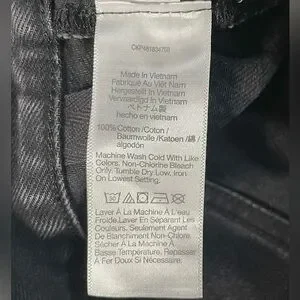 Made In Vietnam
Fabriqué Au Viêt Nam
Hergestellt In Vietnam
Vervaardigd In Vietnam
ベトナム製
hecho en vietnam
100% Cotton /Coton /
Baumwolle /Katoen /綿 /
algodón
Machine Wash Cold With Like
Colors. Non-Chlorine Bleach
Only. Tumble Dry Low, Iron
On Lowest Setting.
Laver À La Machine À L'eau
Froide.Laver En Séparant Les
Couleurs. Seulement Agent
De Blanchiment Non-Chlore.
Sécher À La Machine À
Basse Température. Repasser
À Fer Doux Si Nécessaire.